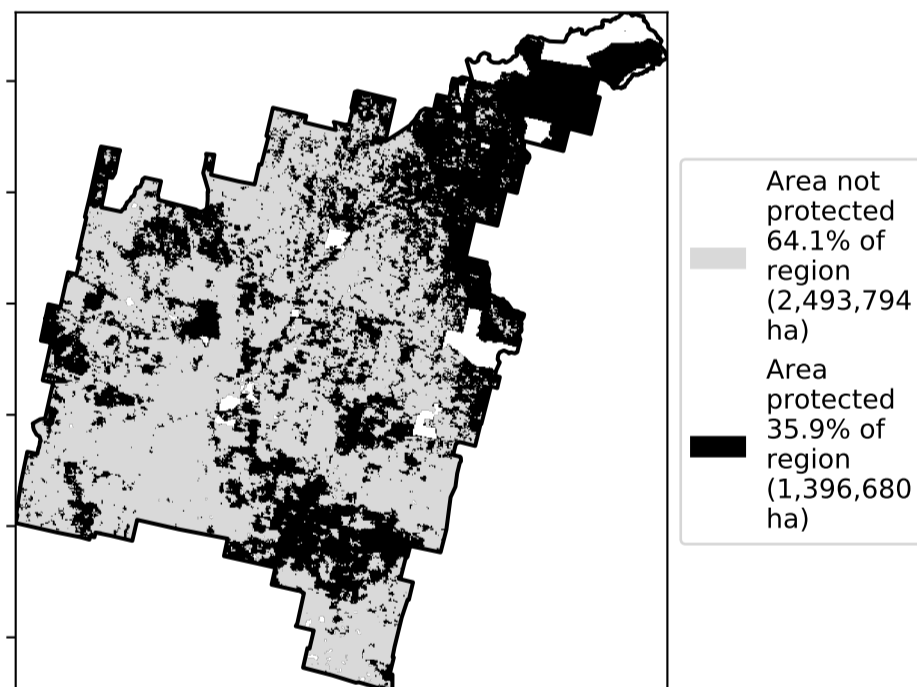 Area not
protected
64.1% of
region
(2,493,794
ha)
Area
protected
35.9% of
region
(1,396,680
ha)